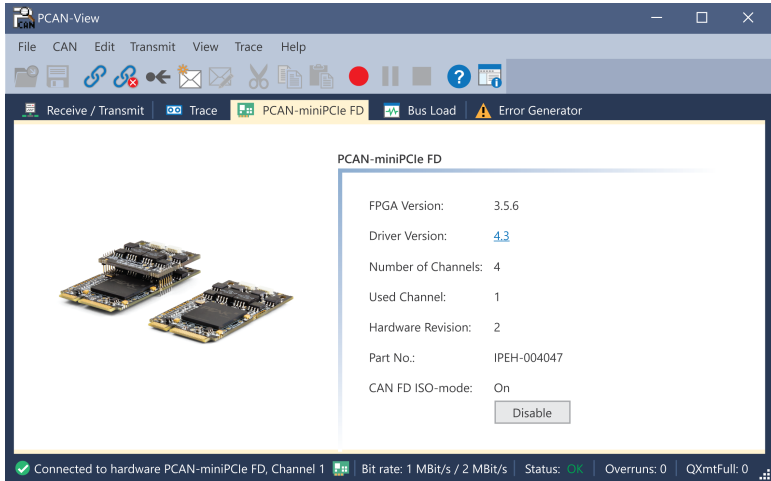 PCAN PCAN-View
File CAN Edit Transmit View Trace Help
Receive / Transmit Trace PCAN-miniPCIe FD Bus Load Error Generator
PCAN-miniPCIe FD
FPGA Version: 3.5.6
Driver Version: 4.3
Number of Channels: 4
Used Channel: 1
Hardware Revision: 2
Part No.: IPEH-004047
CAN FD ISO-mode: On
Disable
Connected to hardware PCAN-miniPCIe FD, Channel 1 Bit rate: 1 MBit/s / 2 MBit/s Status: OK Overruns: 0 QXmtFull: 0